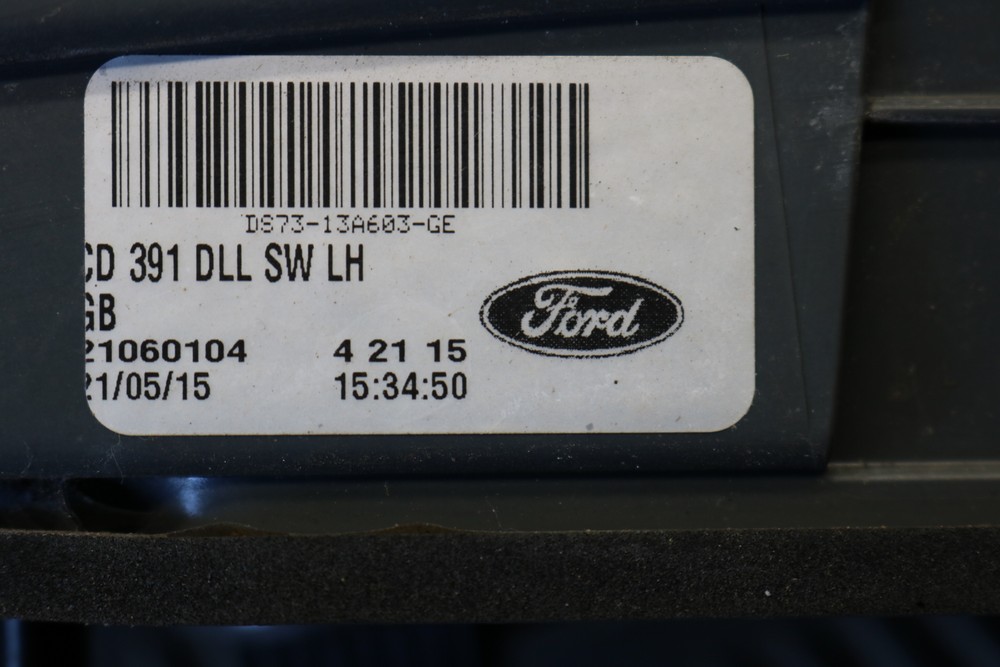 DS73-13A603-GE
CD 391 DLL SW LH
GB
21060104 4 21 15
21/05/15 15:34:50
Ford